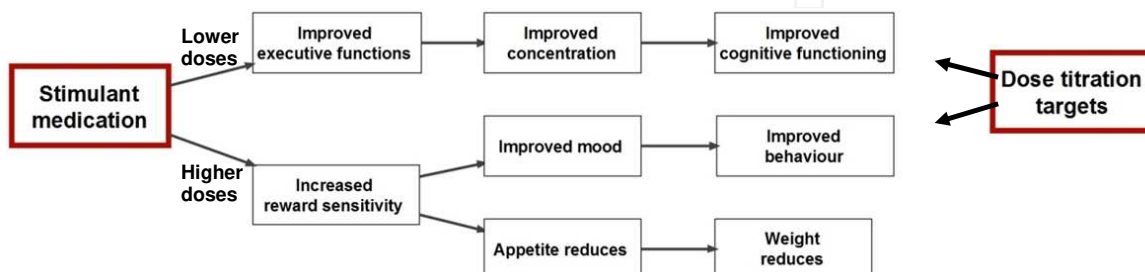 Lower
doses
Improved
executive functions
Improved
concentration
Improved
cognitive functioning
Stimulant
medication
Dose titration
targets
Higher
doses
Increased
reward sensitivity
Improved mood
Improved
behaviour
Appetite reduces
Weight
reduces